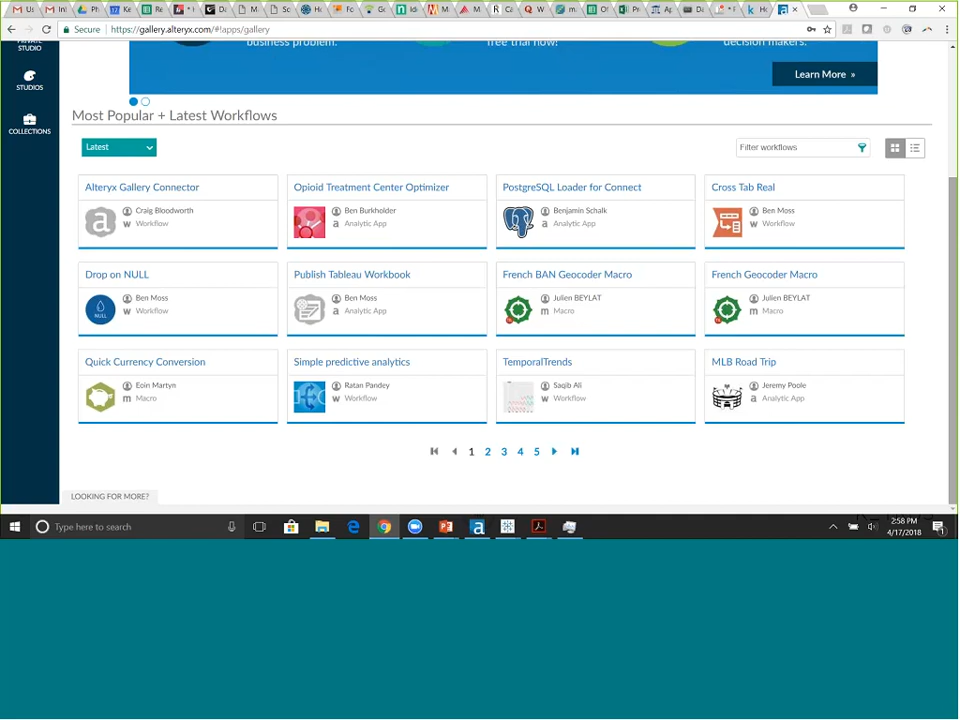 Secure
https://gallery.alteryx.com/#!apps/gallery
PRIVATE
STUDIO
STUDIOS
COLLECTIONS
business problem.
free trial now!
decision makers.
Learn More »
Most Popular + Latest Workflows
Latest
Filter workflows
Alteryx Gallery Connector
Craig Bloodworth
w Workflow
Opioid Treatment Center Optimizer
Ben Burkholder
a Analytic App
PostgreSQL Loader for Connect
Benjamin Schalk
a Analytic App
Cross Tab Real
Ben Moss
w Workflow
Drop on NULL
NULL
Ben Moss
w Workflow
Publish Tableau Workbook
Ben Moss
a Analytic App
French BAN Geocoder Macro
Julien BEYLAT
m Macro
French Geocoder Macro
Julien BEYLAT
m Macro
Quick Currency Conversion
Eoin Martyn
m Macro
Simple predictive analytics
Ratan Pandey
w Workflow
TemporalTrends
Saqib Ali
w Workflow
MLB Road Trip
Jeremy Poole
a Analytic App
1 2 3 4 5
LOOKING FOR MORE?
Type here to search
2:58 PM
4/17/2018